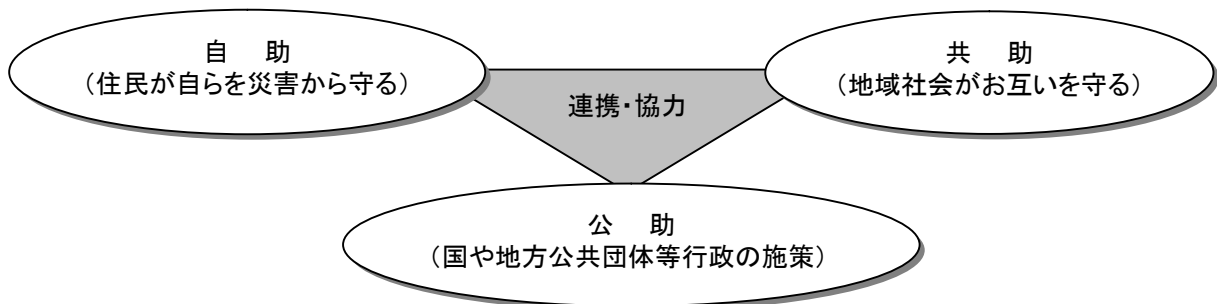 自　助
（住民が自らを災害から守る）
共　助
（地域社会がお互いを守る）
連携・協力
公　助
（国や地方公共団体等行政の施策）